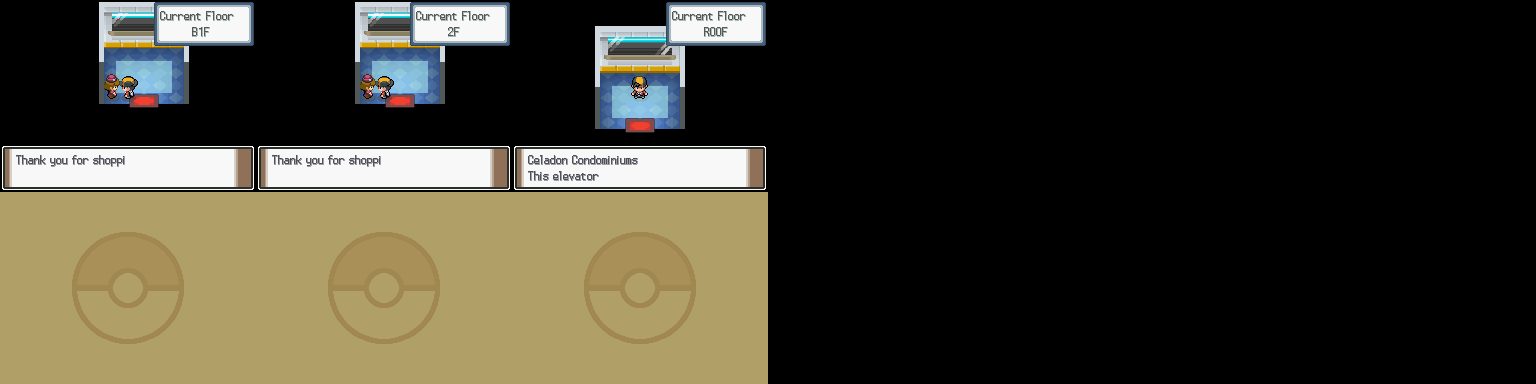 Current Floor
B1F
Thank you for shoppi
Current Floor
2F
Thank you for shoppi
Current Floor
ROOF
Celadon Condominiums
This elevator